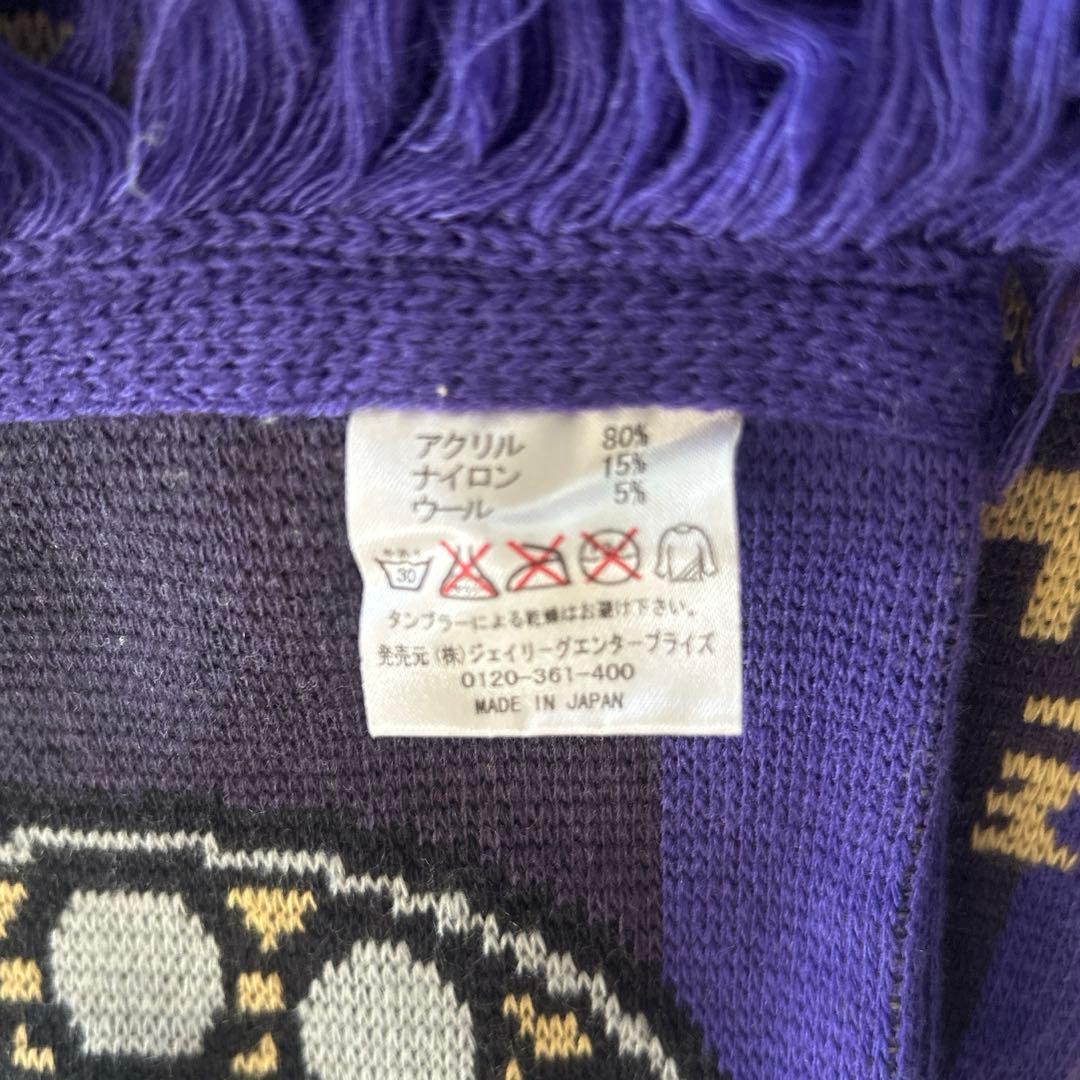 アクリル 80%
ナイロン 15%
ウール 5%
30
タンブラーによる乾燥はお避け下さい。
発売元 (株)ジェイリーグエンタープライズ
0120-361-400
MADE IN JAPAN